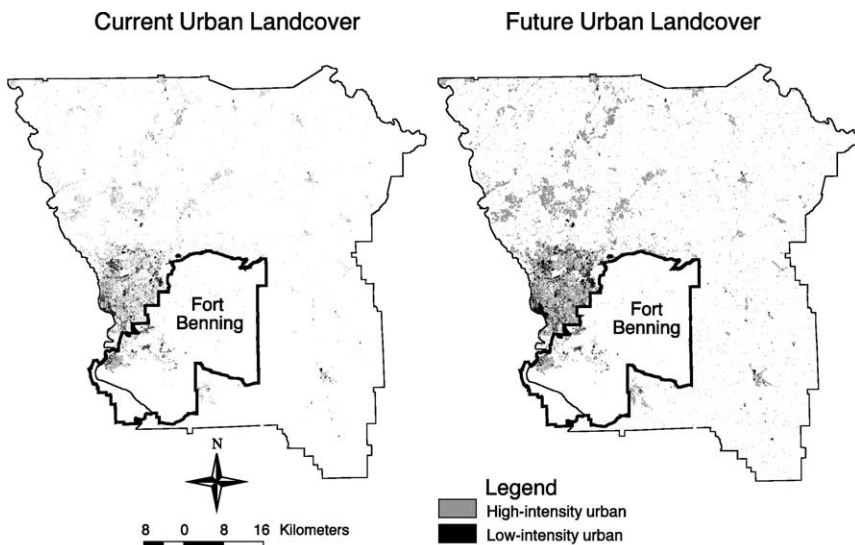 Current Urban Landcover
Future Urban Landcover
Fort
Benning
Fort
Benning
N
Legend
High-intensity urban
Low-intensity urban
8 0 8 16 Kilometers